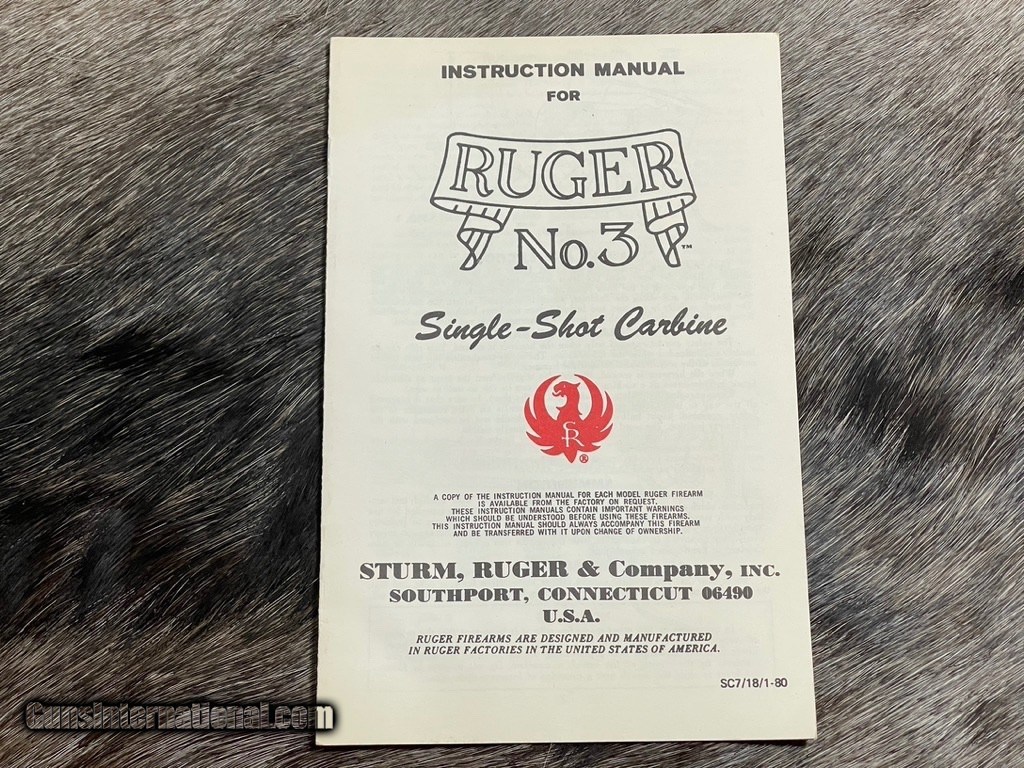 INSTRUCTION MANUAL
FOR
RUGER
No.3™
Single-Shot Carbine
SR
®
A COPY OF THE INSTRUCTION MANUAL FOR EACH MODEL RUGER FIREARM
IS AVAILABLE FROM THE FACTORY ON REQUEST.
THESE INSTRUCTION MANUALS CONTAIN IMPORTANT WARNINGS
WHICH SHOULD BE UNDERSTOOD BEFORE USING THESE FIREARMS.
THIS INSTRUCTION MANUAL SHOULD ALWAYS ACCOMPANY THIS FIREARM
AND BE TRANSFERRED WITH IT UPON CHANGE OF OWNERSHIP.
STURM, RUGER & Company, INC.
SOUTHPORT, CONNECTICUT 06490
U.S.A.
RUGER FIREARMS ARE DESIGNED AND MANUFACTURED
IN RUGER FACTORIES IN THE UNITED STATES OF AMERICA.
SC7/18/1-80
GunsInternational.com